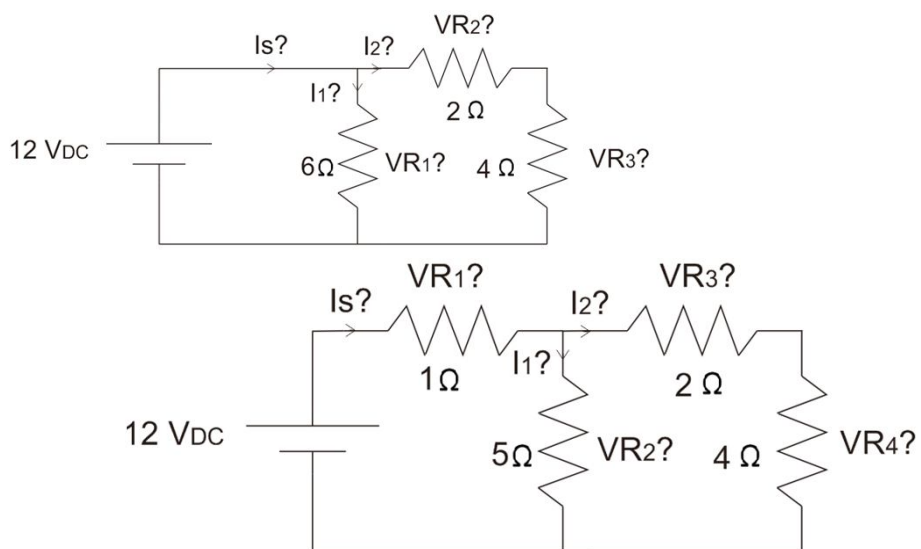 VR2?
Is? I2?
I1?
2 Ω
12 VDC
6Ω VR1? 4 Ω VR3?
VR1? VR3?
Is? I2?
I1?
1Ω 2 Ω
12 VDC
5Ω VR2? 4 Ω VR4?